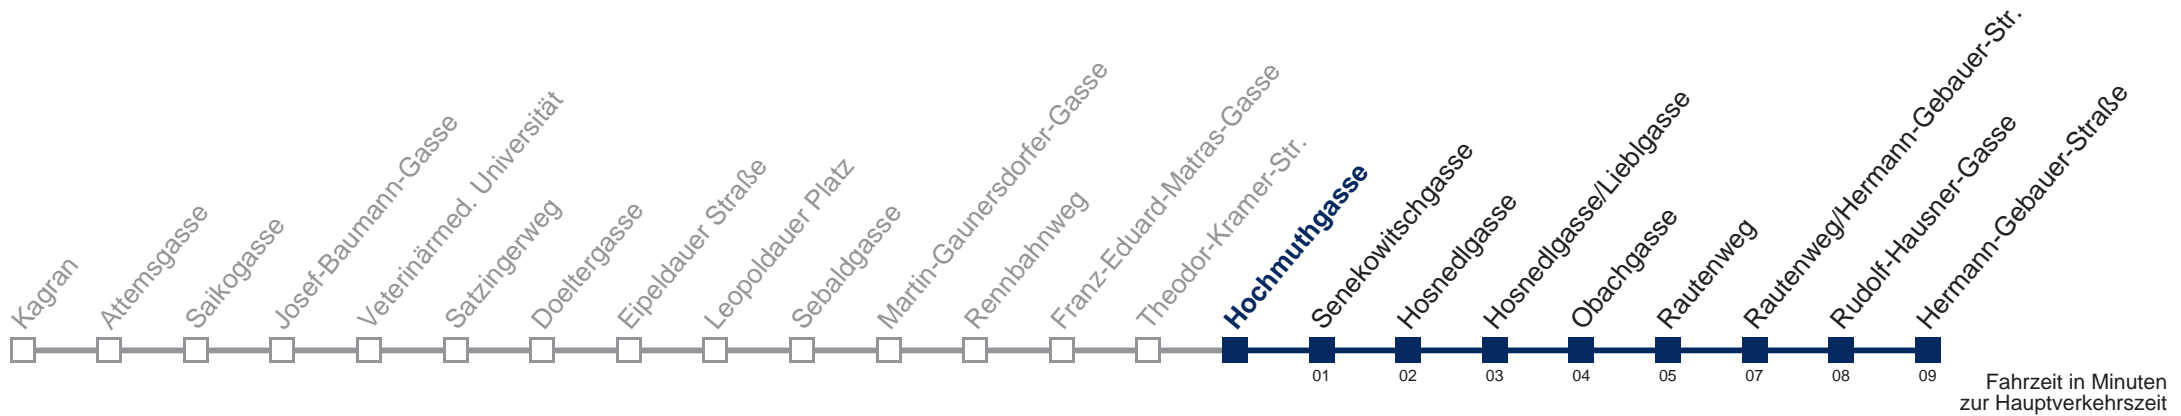 Kagran
Attemsgasse
Saikogasse
Josef-Baumann-Gasse
Veterinärmed. Universität
Satzingerweg
Doeltergasse
Eipeldauer Straße
Leopoldauer Platz
Sebaldgasse
Martin-Gaunersdorfer-Gasse
Rennbahnweg
Franz-Eduard-Matras-Gasse
Theodor-Kramer-Str.
Hochmuthgasse
Senekowitschgasse
Hosnedlgasse
Hosnedlgasse/Lieblgasse
Obachgasse
Rautenweg
Rautenweg/Hermann-Gebauer-Str.
Rudolf-Hausner-Gasse
Hermann-Gebauer-Straße
01 02 03 04 05 07 08 09
Fahrzeit in Minuten
zur Hauptverkehrszeit